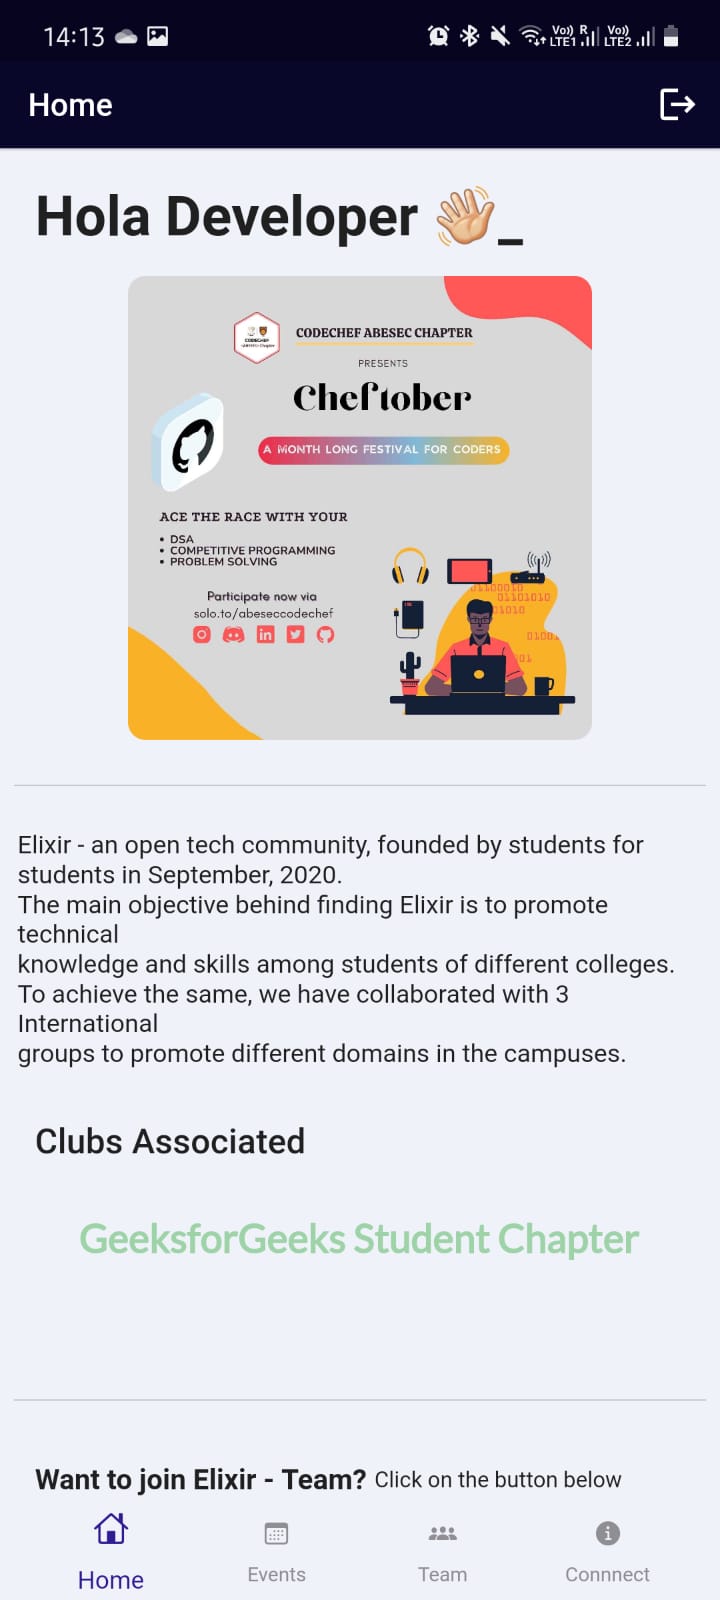 14:13
Vo)) R
LTE1
Vo))
LTE2
Home
Hola Developer 👋_
CODECHEF
CODECHEF ABESEC CHAPTER
PRESENTS
Cheftober
A MONTH LONG FESTIVAL FOR CODERS
ACE THE RACE WITH YOUR
• DSA
• COMPETITIVE PROGRAMMING
• PROBLEM SOLVING
Participate now via
solo.to/abeseccodechef
01100010
01101010
01010
0100
01
Elixir - an open tech community, founded by students for
students in September, 2020.
The main objective behind finding Elixir is to promote
technical
knowledge and skills among students of different colleges.
To achieve the same, we have collaborated with 3
International
groups to promote different domains in the campuses.
Clubs Associated
GeeksforGeeks Student Chapter
Want to join Elixir - Team? Click on the button below
Home
Events
Team
Connnect